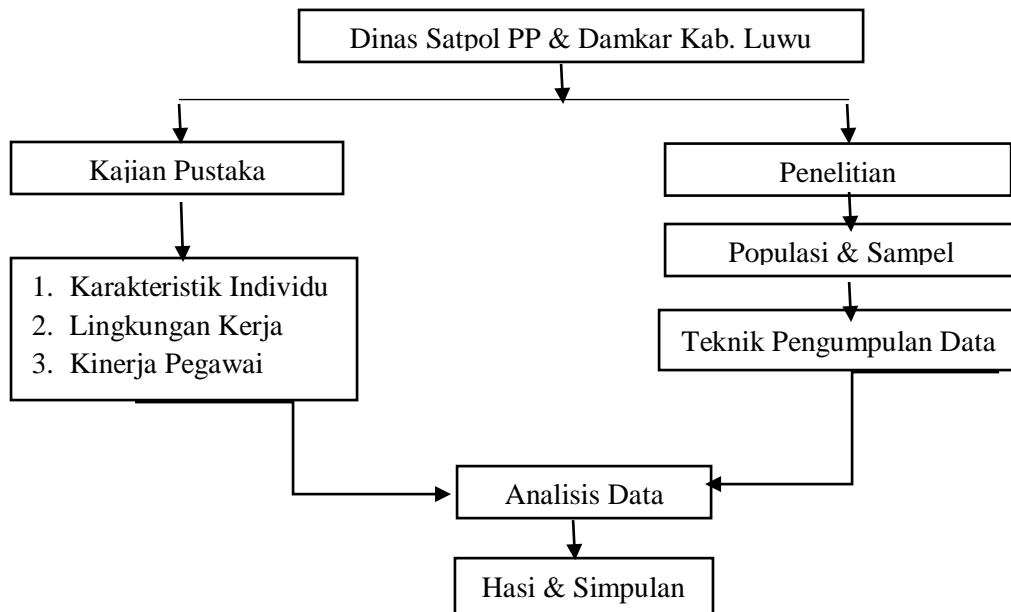 Dinas Satpol PP & Damkar Kab. Luwu
Kajian Pustaka
Penelitian
Populasi & Sampel
1. Karakteristik Individu
2. Lingkungan Kerja
3. Kinerja Pegawai
Teknik Pengumpulan Data
Analisis Data
Hasi & Simpulan